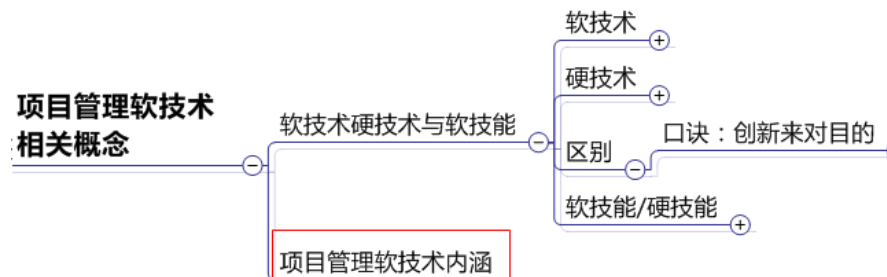 项目管理软技术
相关概念
软技术硬技术与软技能
软技术
硬技术
区别
口诀：创新来对目的
软技能/硬技能
项目管理软技术内涵